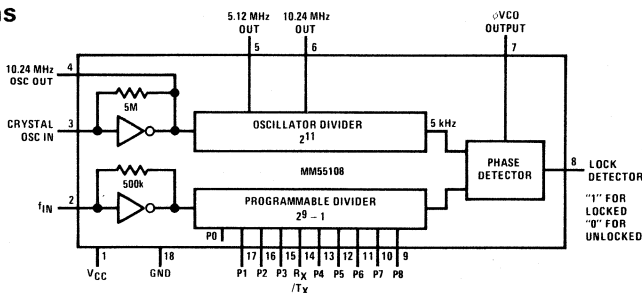 ns
5.12 MHz OUT
10.24 MHz OUT
φVCO OUTPUT
5
6
7
10.24 MHz OSC OUT
4
5M
CRYSTAL OSC IN
3
OSCILLATOR DIVIDER
2¹¹
5 kHz
MM55108
PHASE DETECTOR
8
LOCK DETECTOR
"1" FOR LOCKED
"0" FOR UNLOCKED
500k
fIN
2
PROGRAMMABLE DIVIDER
2⁹ – 1
P0
1
18
17
16
15
14
13
12
11
10
9
VCC
GND
P1
P2
P3
RX/TX
P4
P5
P6
P7
P8